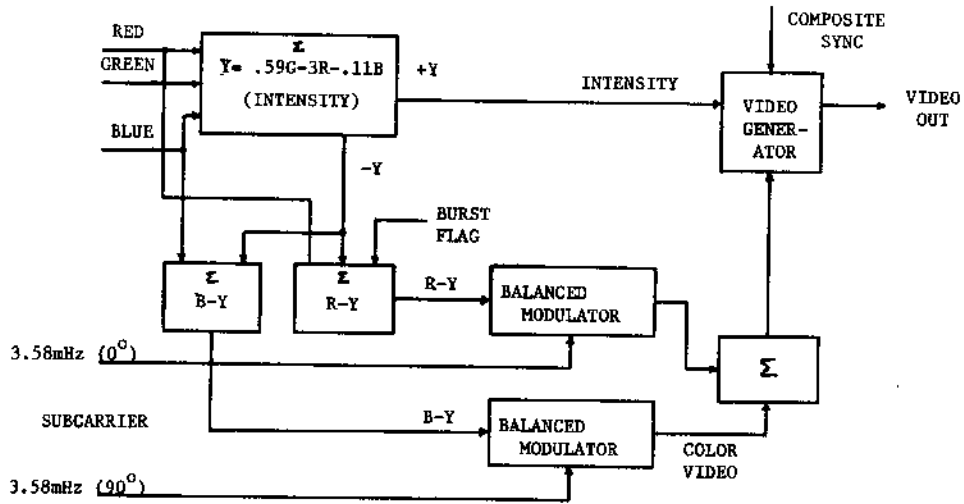 COMPOSITE
SYNC
RED
GREEN
BLUE
Σ
Y= .59G-3R-.11B
(INTENSITY)
+Y
INTENSITY
VIDEO
GENER-
ATOR
VIDEO
OUT
-Y
BURST
FLAG
Σ
B-Y
Σ
R-Y
R-Y
BALANCED
MODULATOR
3.58mHz (0°)
Σ
SUBCARRIER
B-Y
BALANCED
MODULATOR
COLOR
VIDEO
3.58mHz (90°)